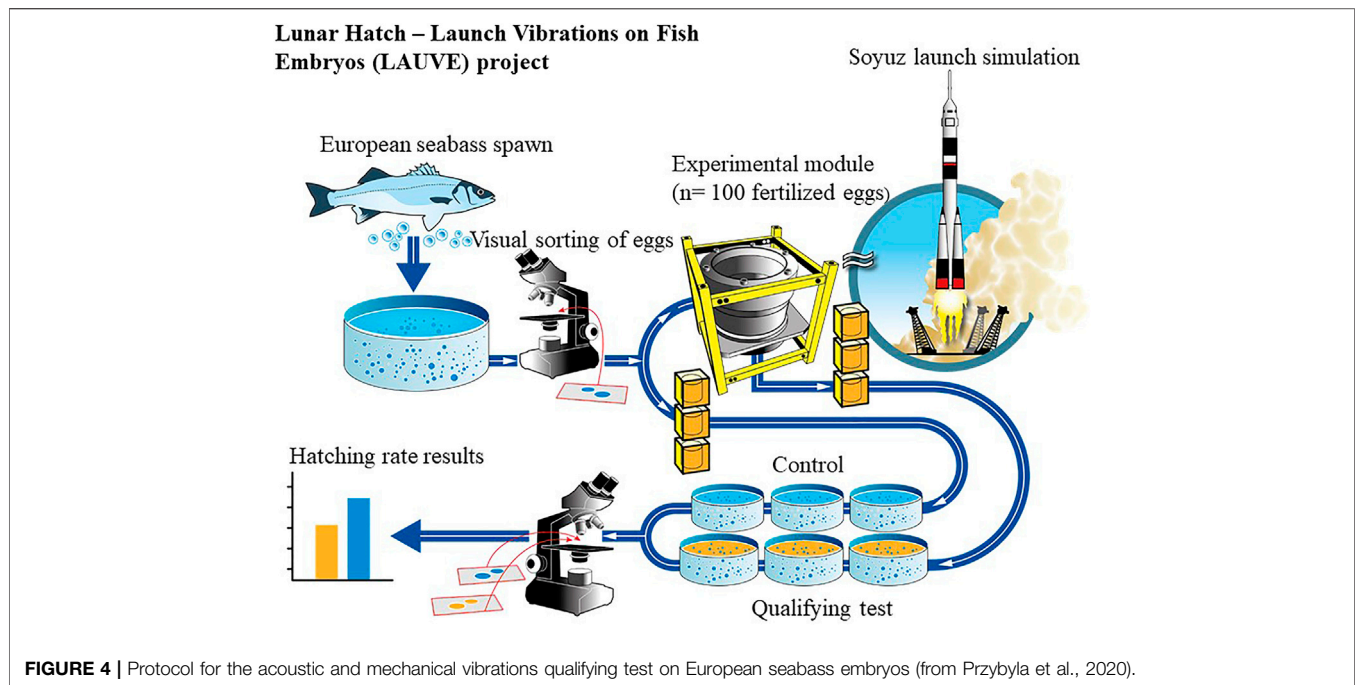 Lunar Hatch – Launch Vibrations on Fish
Embryos (LAUVE) project
Soyuz launch simulation
European seabass spawn
Experimental module
(n= 100 fertilized eggs)
Visual sorting of eggs
Hatching rate results
Control
Qualifying test
FIGURE 4 | Protocol for the acoustic and mechanical vibrations qualifying test on European seabass embryos (from Przybyla et al., 2020).